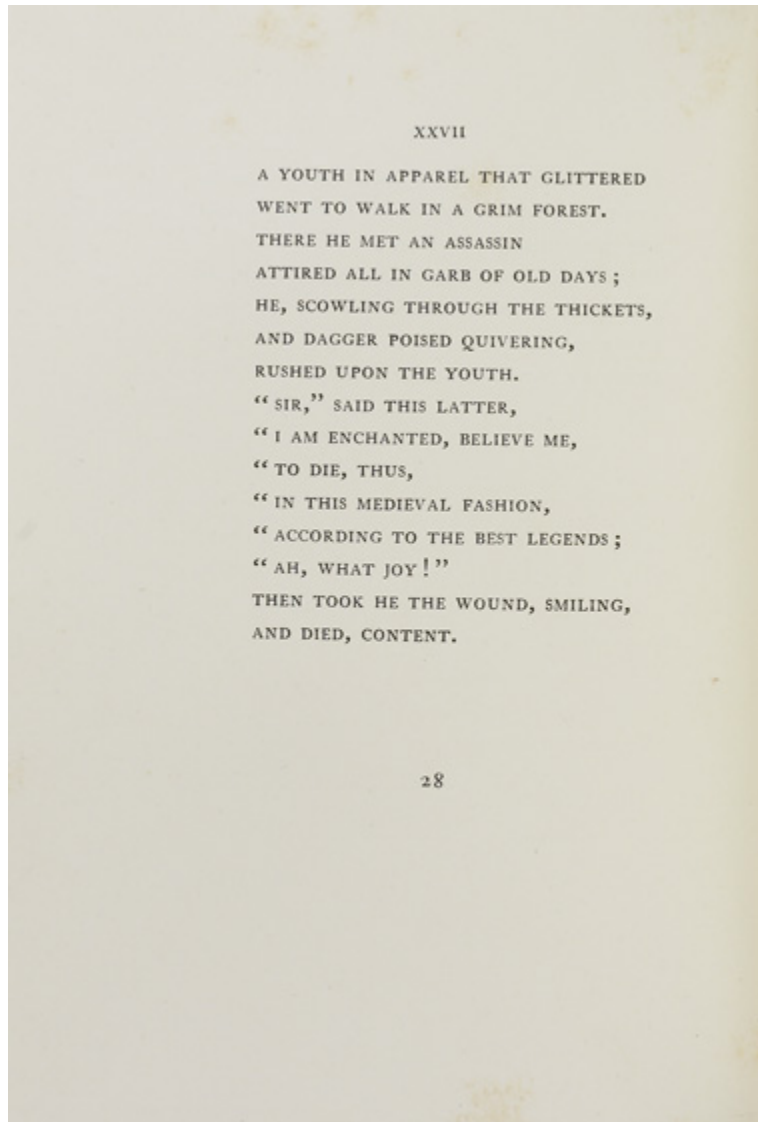 XXVII
A YOUTH IN APPAREL THAT GLITTERED
WENT TO WALK IN A GRIM FOREST.
THERE HE MET AN ASSASSIN
ATTIRED ALL IN GARB OF OLD DAYS ;
HE, SCOWLING THROUGH THE THICKETS,
AND DAGGER POISED QUIVERING,
RUSHED UPON THE YOUTH.
“ SIR,” SAID THIS LATTER,
“ I AM ENCHANTED, BELIEVE ME,
“ TO DIE, THUS,
“ IN THIS MEDIEVAL FASHION,
“ ACCORDING TO THE BEST LEGENDS ;
“ AH, WHAT JOY ! ”
THEN TOOK HE THE WOUND, SMILING,
AND DIED, CONTENT.
28